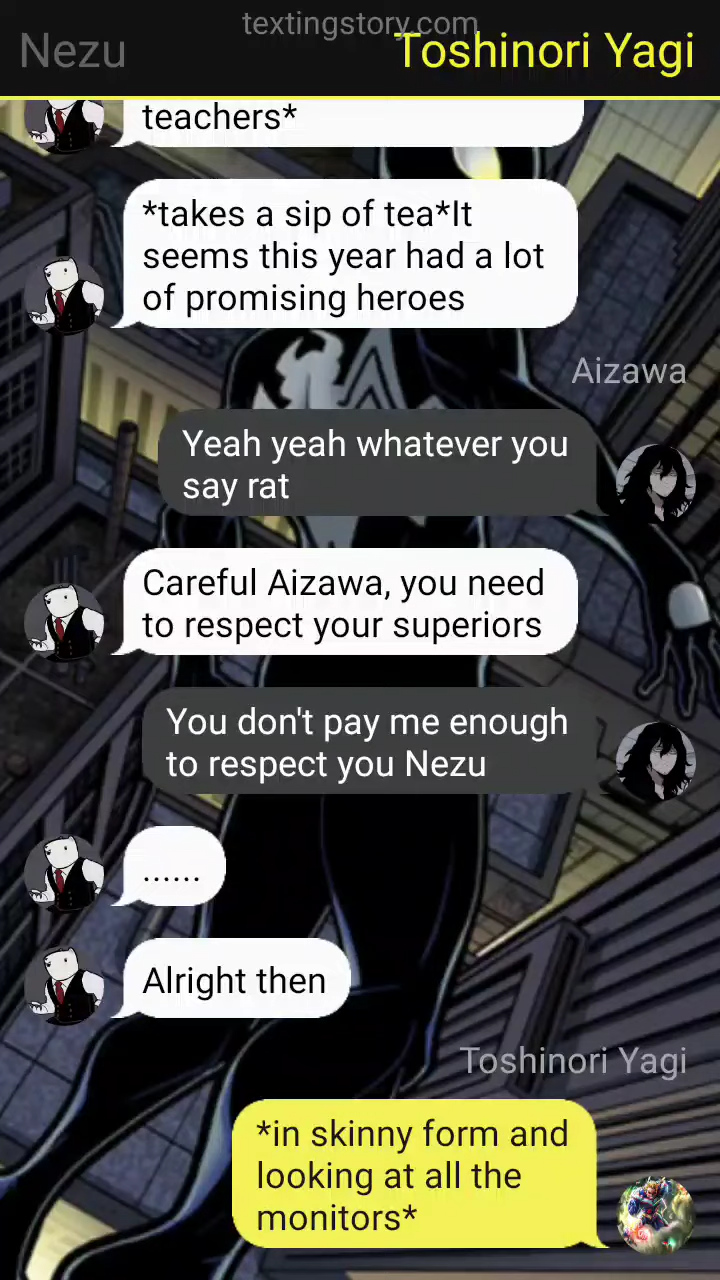 textingstory.com
Nezu
Toshinori Yagi
teachers*
*takes a sip of tea*It
seems this year had a lot
of promising heroes
Aizawa
Yeah yeah whatever you
say rat
Careful Aizawa, you need
to respect your superiors
You don't pay me enough
to respect you Nezu
......
Alright then
Toshinori Yagi
*in skinny form and
looking at all the
monitors*